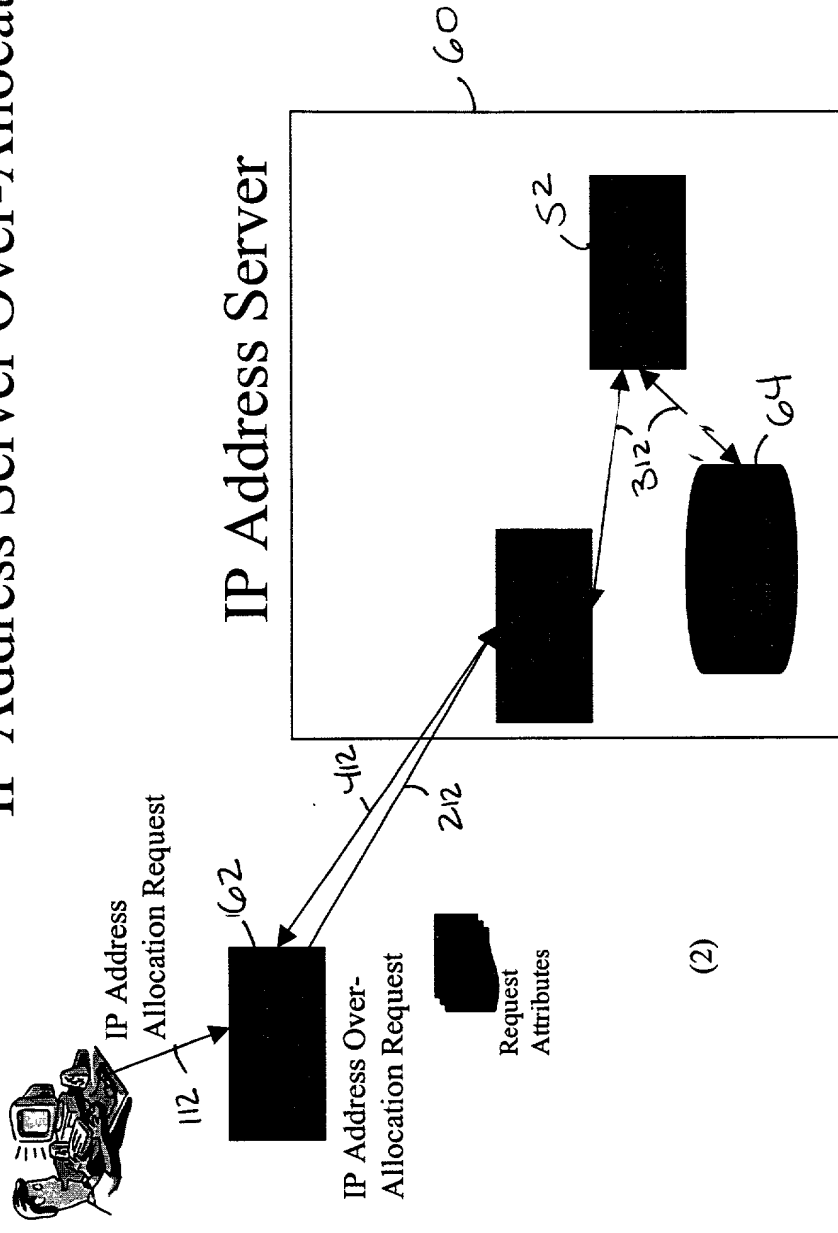 IP Address Server Over-Allocat
IP Address
Allocation Request
112
162
IP Address Over-
Allocation Request
412
212
Request
Attributes
(2)
IP Address Server
60
52
312
64